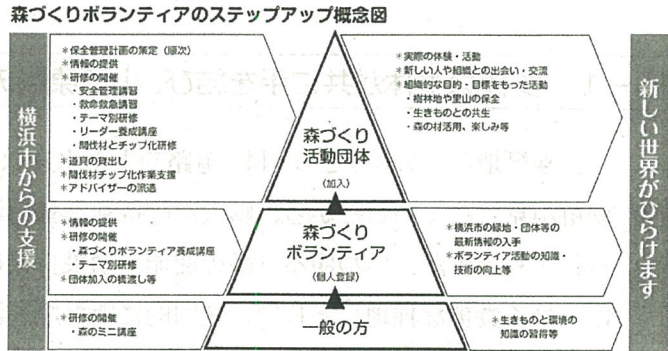 森づくりボランティアのステップアップ概念図
横浜市からの支援
＊保全管理計画の策定（順次）
＊情報の提供
＊研修の開催
・安全管理講習
・救命救急講習
・テーマ別研修
・リーダー養成講座
・間伐材とチップ化研修
＊道具の貸出し
＊間伐材チップ化作業支援
＊アドバイザーの派遣
森づくり
活動団体
（加入）
＊実際の体験・活動
＊新しい人や組織との出会い・交流
組織的な目的・目標をもった活動
・樹林地や里山の保全
・生きものとの共生
・森の材活用、楽しみ等
＊情報の提供
＊研修の開催
・森づくりボランティア養成講座
・テーマ別研修
＊団体加入の橋渡し等
森づくり
ボランティア
（個人登録）
＊横浜市の緑地・団体等の
最新情報の入手
＊ボランティア活動の知識・
技術の向上等
＊研修の開催
・森のミニ講座
一般の方
＊生きものと環境の
知識の習得等
新しい世界がひらけます